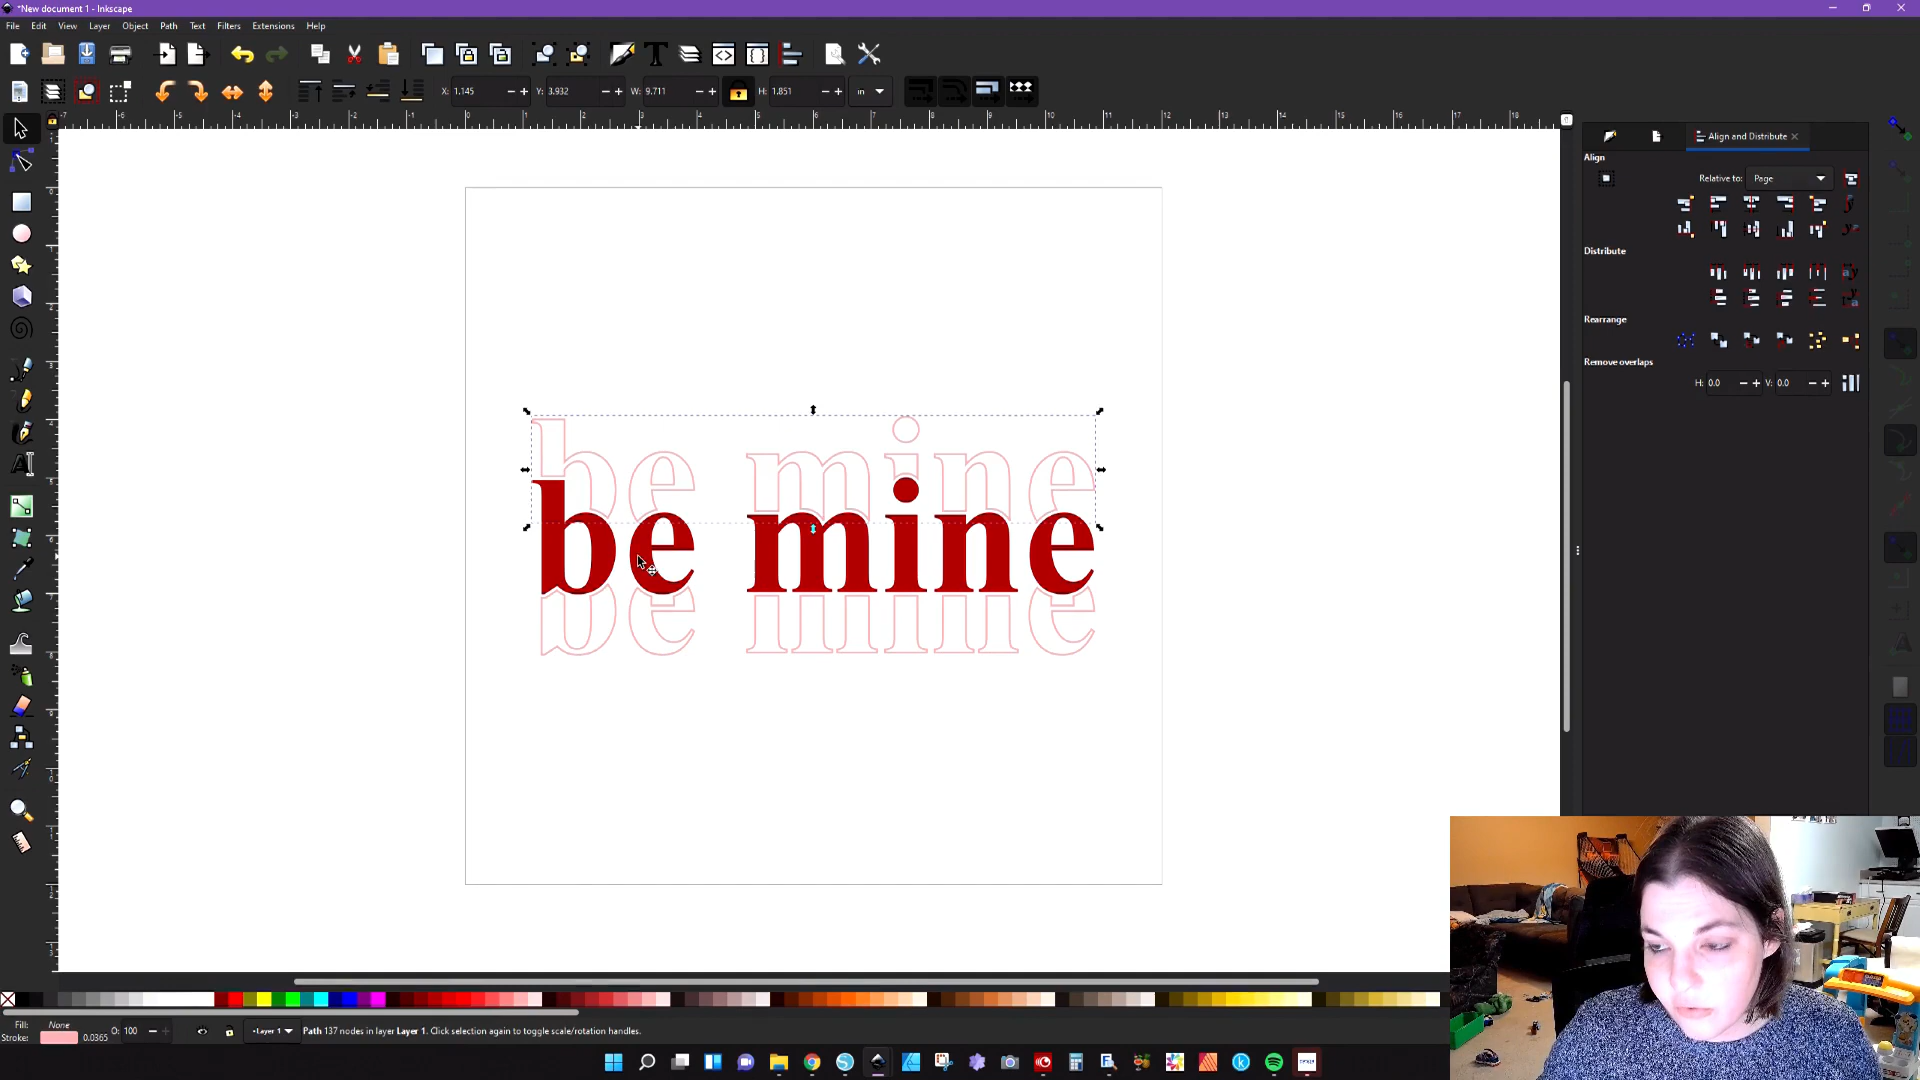 *New document 1 - Inkscape
File Edit View Layer Object Path Text Filters Extensions Help
X: 1.145 Y: 3.932 W: 9.711 H: 1.851 in
Align and Distribute
Align
Relative to: Page
Distribute
Rearrange
Remove overlaps
H: 0.0 V: 0.0
be mine
be mine
be mine
Fill: None
Stroke: 0.0365 O: 100 Layer 1 Path 137 nodes in layer Layer 1. Click selection again to toggle scale/rotation handles.